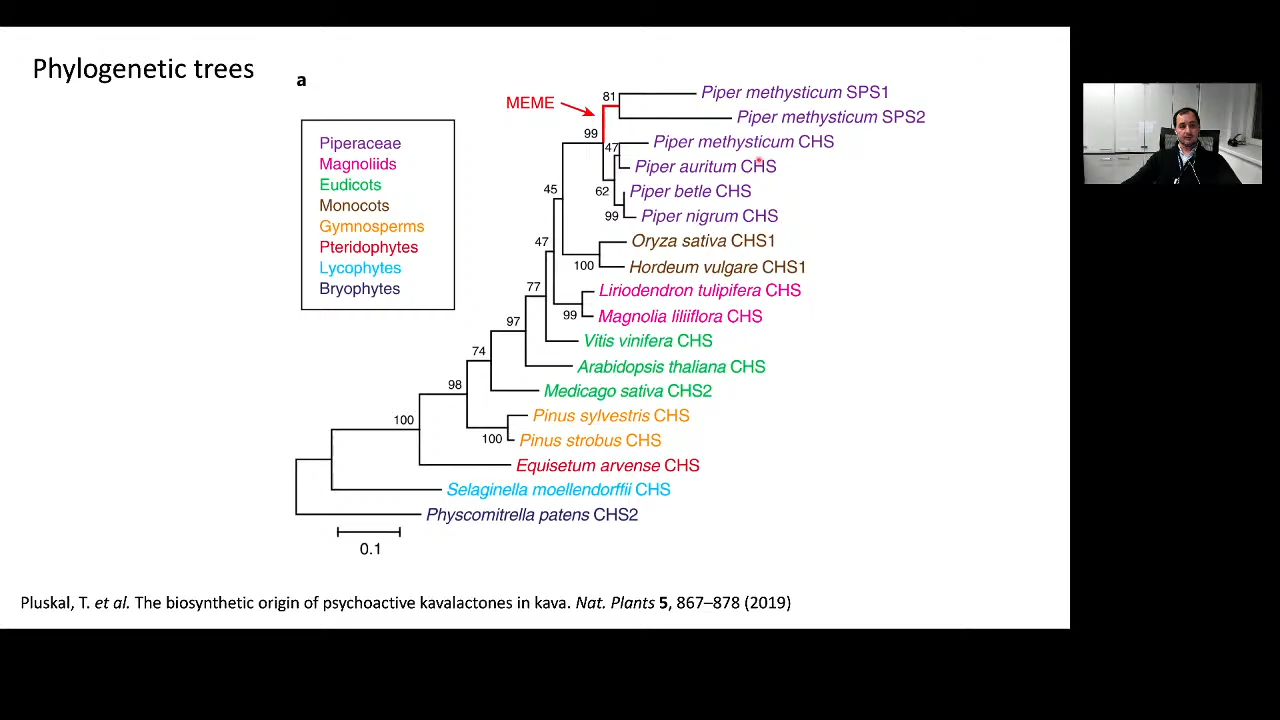 Phylogenetic trees
a
MEME
Piperaceae
Magnoliids
Eudicots
Monocots
Gymnosperms
Pteridophytes
Lycophytes
Bryophytes
81
Piper methysticum SPS1
Piper methysticum SPS2
99
47
Piper methysticum CHS
Piper auritum CHS
62
Piper betle CHS
99
Piper nigrum CHS
45
Oryza sativa CHS1
100
Hordeum vulgare CHS1
47
Liriodendron tulipifera CHS
99
Magnolia liliiflora CHS
77
Vitis vinifera CHS
97
Arabidopsis thaliana CHS
74
Medicago sativa CHS2
98
Pinus sylvestris CHS
100
Pinus strobus CHS
100
Equisetum arvense CHS
Selaginella moellendorffii CHS
Physcomitrella patens CHS2
0.1
Pluskal, T. et al. The biosynthetic origin of psychoactive kavalactones in kava. Nat. Plants 5, 867–878 (2019)